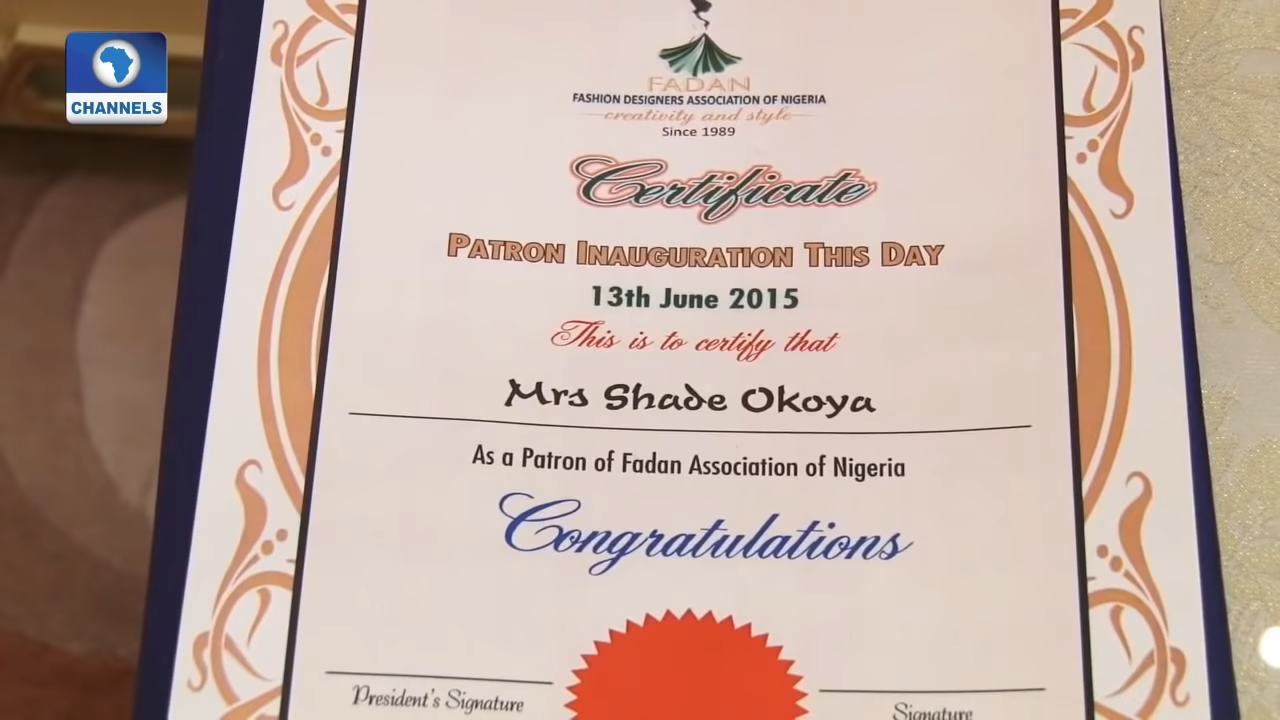 CHANNELS
FADAN
FASHION DESIGNERS ASSOCIATION OF NIGERIA
creativity and style
Since 1989
Certificate
PATRON INAUGURATION THIS DAY
13th June 2015
This is to certify that
Mrs Shade Okoya
As a Patron of Fadan Association of Nigeria
Congratulations
President's Signature
Signature